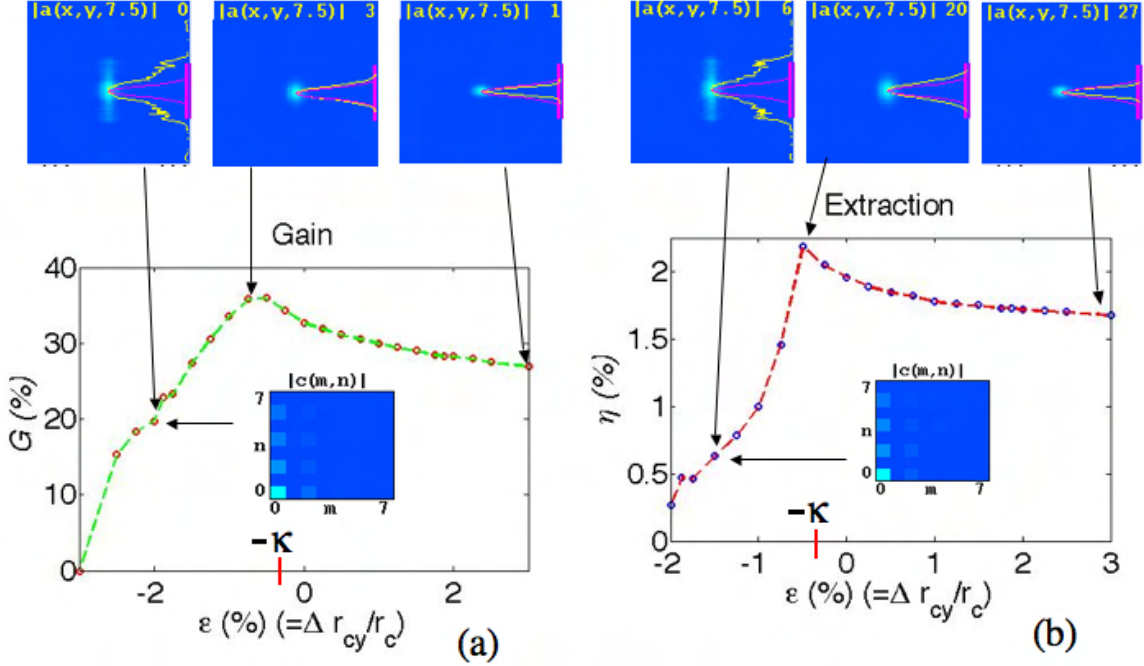 |a(x,y,7.5)| 0
|a(x,y,7.5)| 3
|a(x,y,7.5)| 1
|a(x,y,7.5)| 6
|a(x,y,7.5)| 20
|a(x,y,7.5)| 27
Gain
40
30
20
10
0
G (%)
|c(m,n)|
7
n
0
0 m 7
-κ
-2 0 2
ε (%) (=Δ r_cy/r_c)
(a)
Extraction
2
1.5
1
0.5
0
η (%)
|c(m,n)|
7
n
0
0 m 7
-κ
-2 -1 0 1 2 3
ε (%) (=Δ r_cy/r_c)
(b)